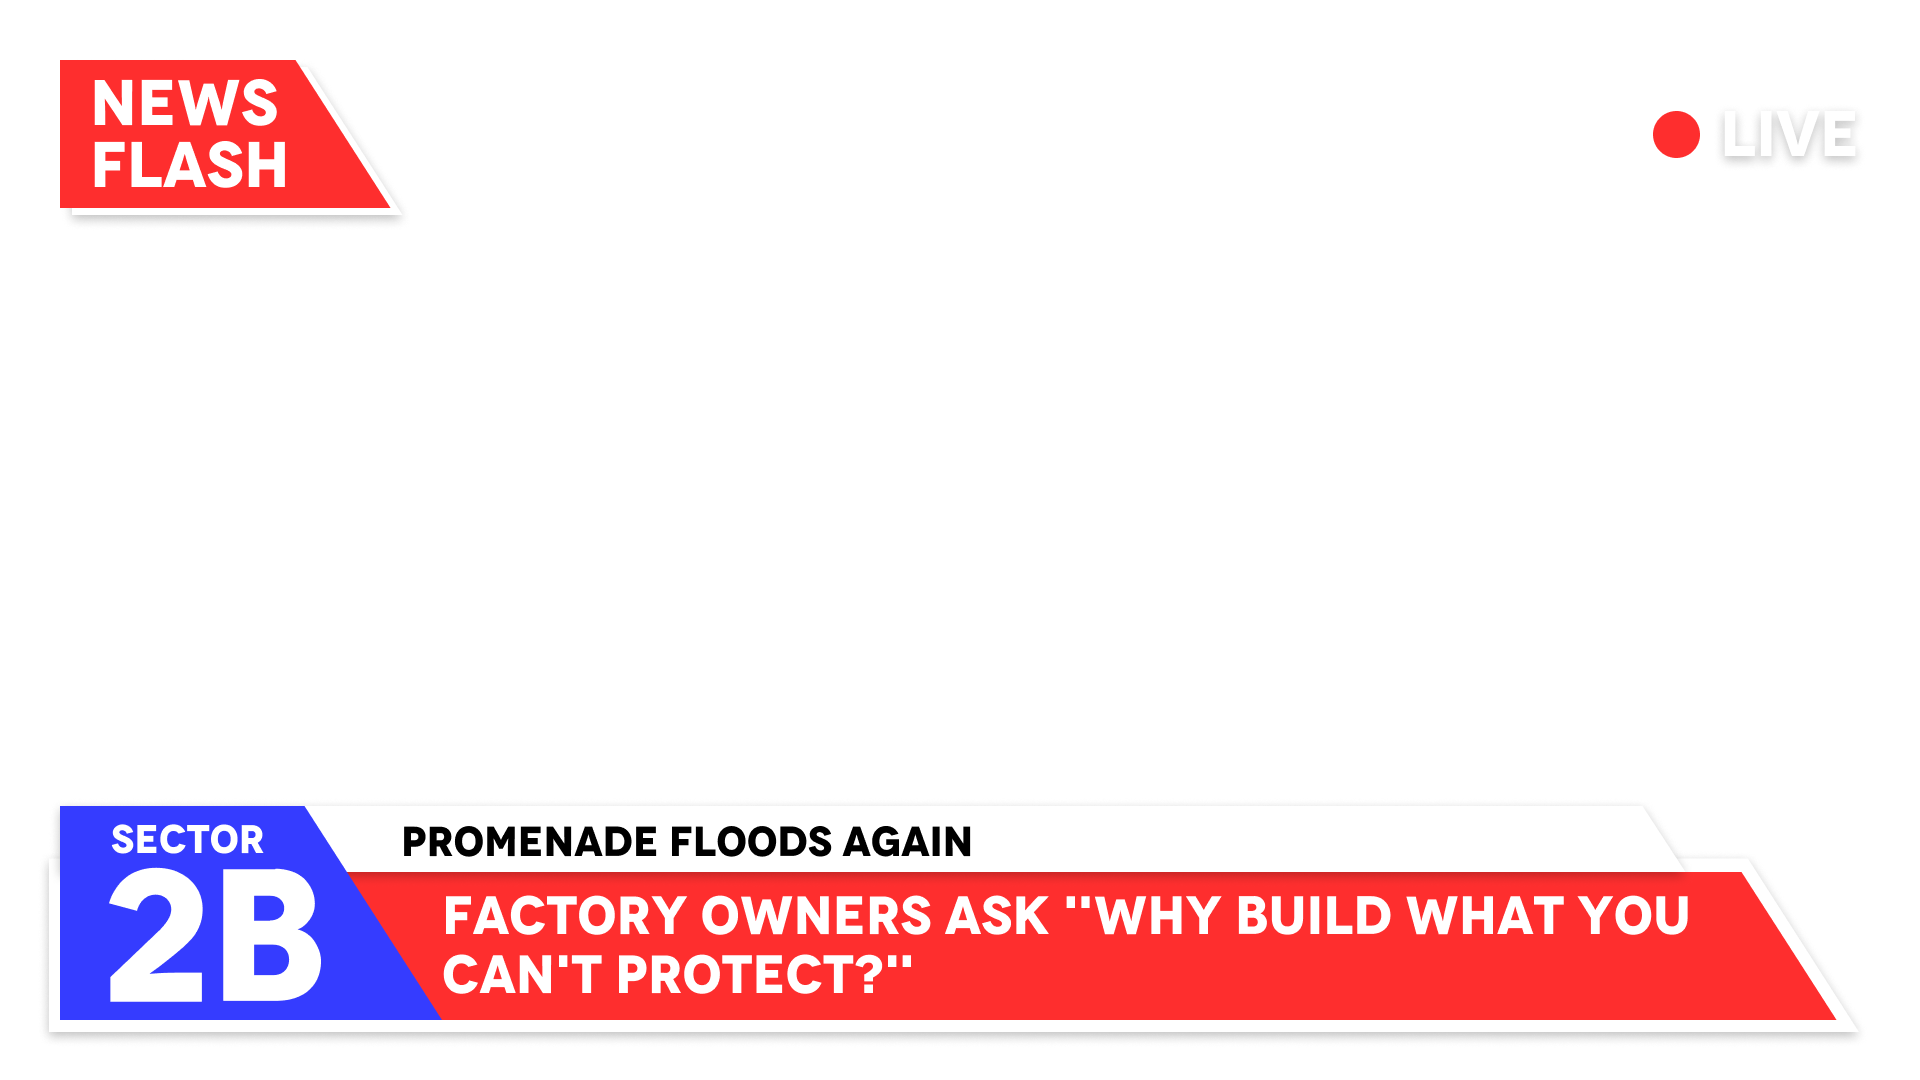 NEWS
FLASH
LIVE
SECTOR
2B
PROMENADE FLOODS AGAIN
FACTORY OWNERS ASK "WHY BUILD WHAT YOU
CAN'T PROTECT?"